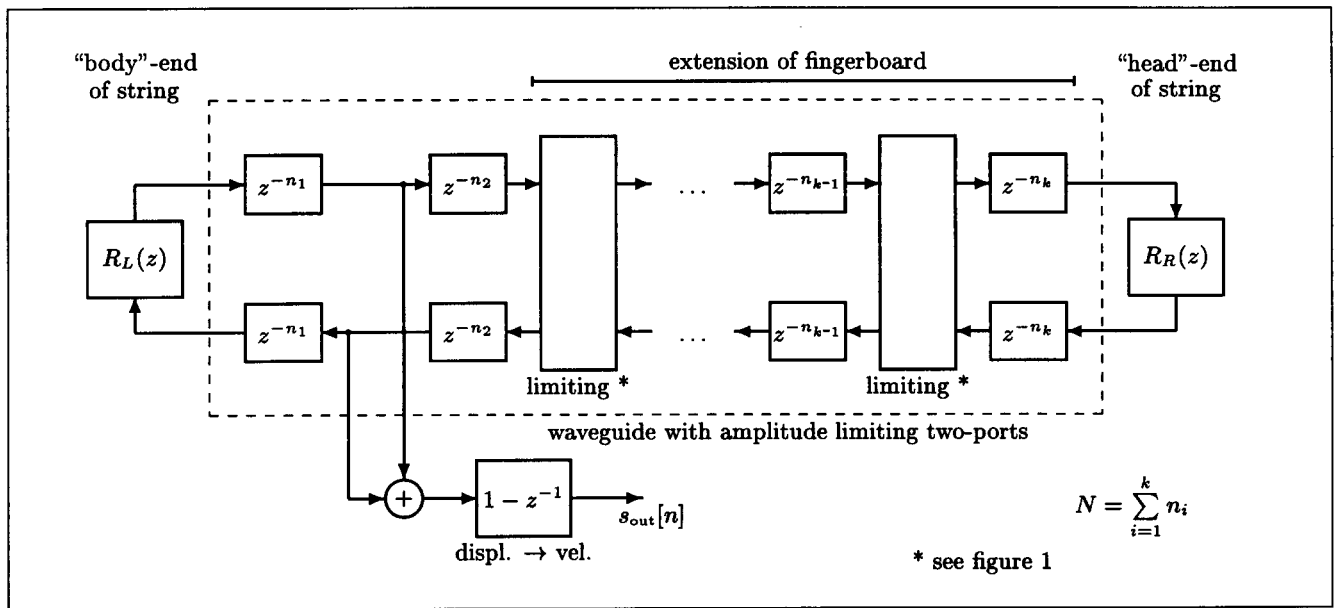 extension of fingerboard
“body”-end
of string
“head”-end
of string
z^{-n_1}
z^{-n_2}
...
z^{-n_{k-1}}
z^{-n_k}
R_L(z)
R_R(z)
z^{-n_1}
z^{-n_2}
...
z^{-n_{k-1}}
z^{-n_k}
limiting *
limiting *
waveguide with amplitude limiting two-ports
+
1 − z^{-1}
s_{out}[n]
displ. → vel.
N = \sum_{i=1}^{k} n_i
* see figure 1